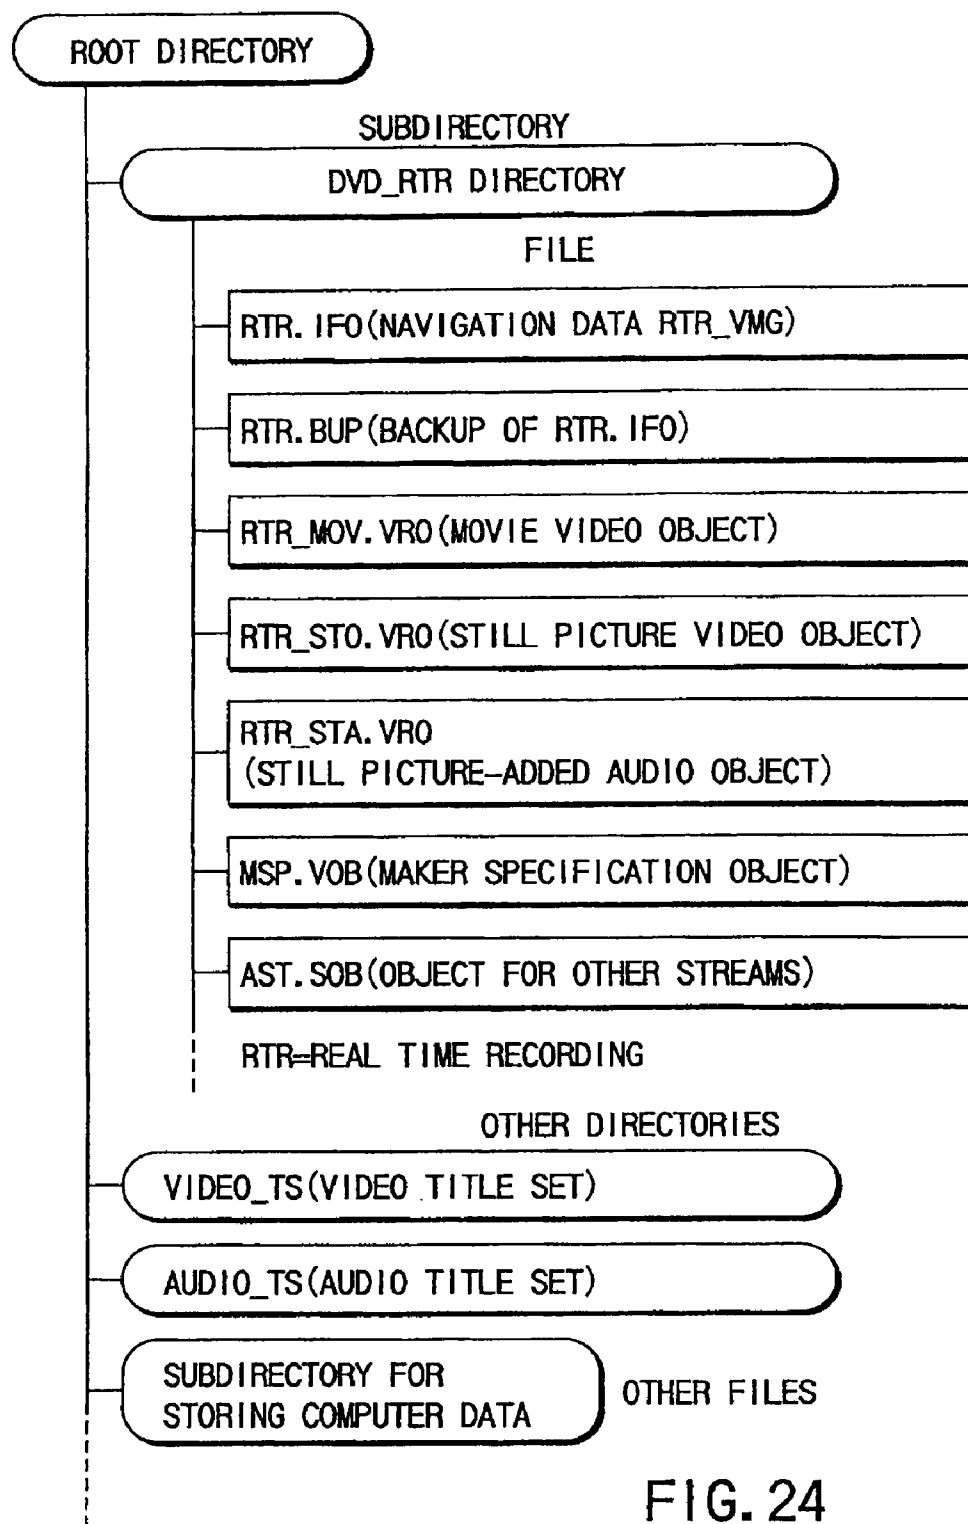 ROOT DIRECTORY
SUBDIRECTORY
DVD_RTR DIRECTORY
FILE
RTR.IFO(NAVIGATION DATA RTR_VMG)
RTR.BUP(BACKUP OF RTR.IFO)
RTR_MOV.VRO(MOVIE VIDEO OBJECT)
RTR_STO.VRO(STILL PICTURE VIDEO OBJECT)
RTR_STA.VRO
(STILL PICTURE-ADDED AUDIO OBJECT)
MSP.VOB(MAKER SPECIFICATION OBJECT)
AST.SOB(OBJECT FOR OTHER STREAMS)
RTR=REAL TIME RECORDING
OTHER DIRECTORIES
VIDEO_TS(VIDEO TITLE SET)
AUDIO_TS(AUDIO TITLE SET)
SUBDIRECTORY FOR
STORING COMPUTER DATA
OTHER FILES
FIG.24